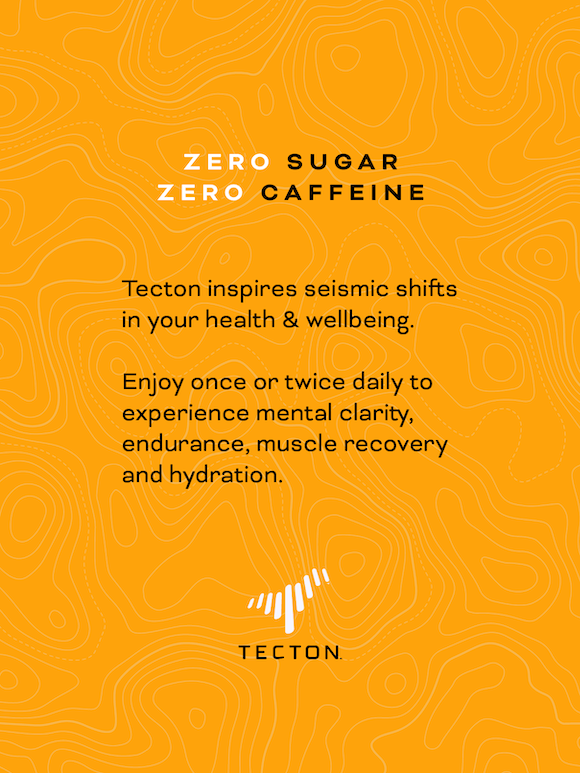 ZERO SUGAR
ZERO CAFFEINE
Tecton inspires seismic shifts
in your health & wellbeing.
Enjoy once or twice daily to
experience mental clarity,
endurance, muscle recovery
and hydration.
TECTON.